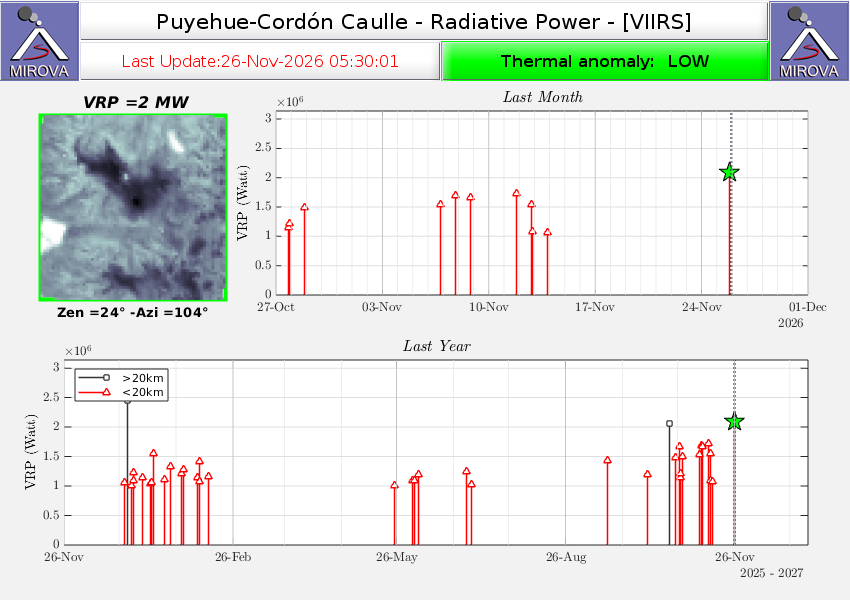 Puyehue-Cordón Caulle - Radiative Power - [VIIRS]
MIROVA
Last Update:26-Nov-2026 05:30:01
Thermal anomaly: LOW
MIROVA
VRP =2 MW
Zen =24° -Azi =104°
Last Month
×10⁶
VRP (Watt)
3
2.5
2
1.5
1
0.5
0
27-Oct 03-Nov 10-Nov 17-Nov 24-Nov 01-Dec
2026
Last Year
×10⁶
VRP (Watt)
>20km
<20km
3
2.5
2
1.5
1
0.5
0
26-Nov 26-Feb 26-May 26-Aug 26-Nov
2025 - 2027